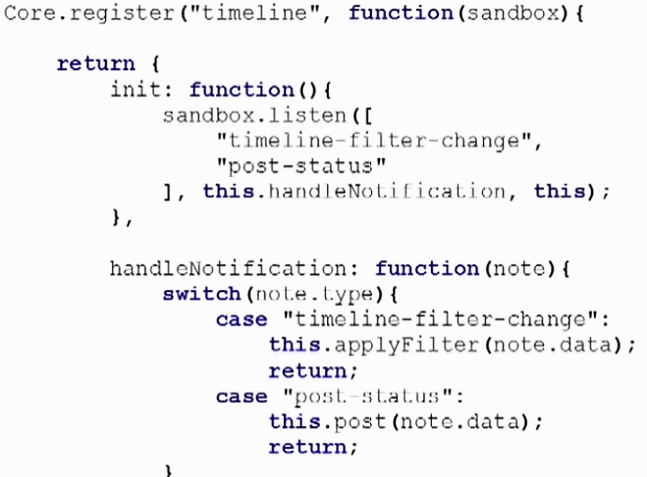 Core.register("timeline", function(sandbox){
return {
init: function(){
sandbox.listen([
"timeline-filter-change",
"post-status"
], this.handleNotification, this);
},
handleNotification: function(note){
switch(note.type){
case "timeline-filter-change":
this.applyFilter(note.data);
return;
case "post-status":
this.post(note.data);
return;
}